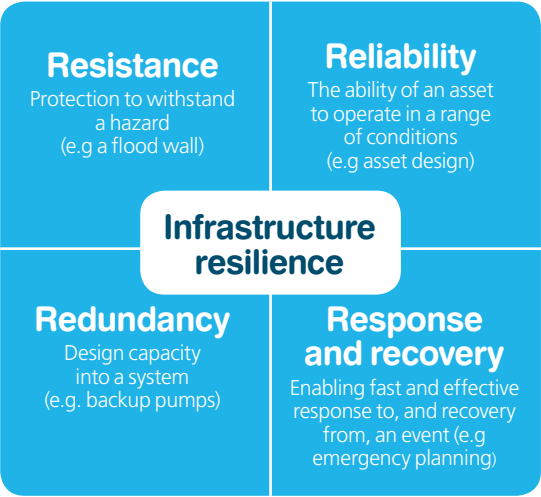 Resistance
Protection to withstand
a hazard
(e.g a flood wall)
Reliability
The ability of an asset
to operate in a range
of conditions
(e.g asset design)
Infrastructure
resilience
Redundancy
Design capacity
into a system
(e.g. backup pumps)
Response
and recovery
Enabling fast and effective
response to, and recovery
from, an event (e.g
emergency planning)